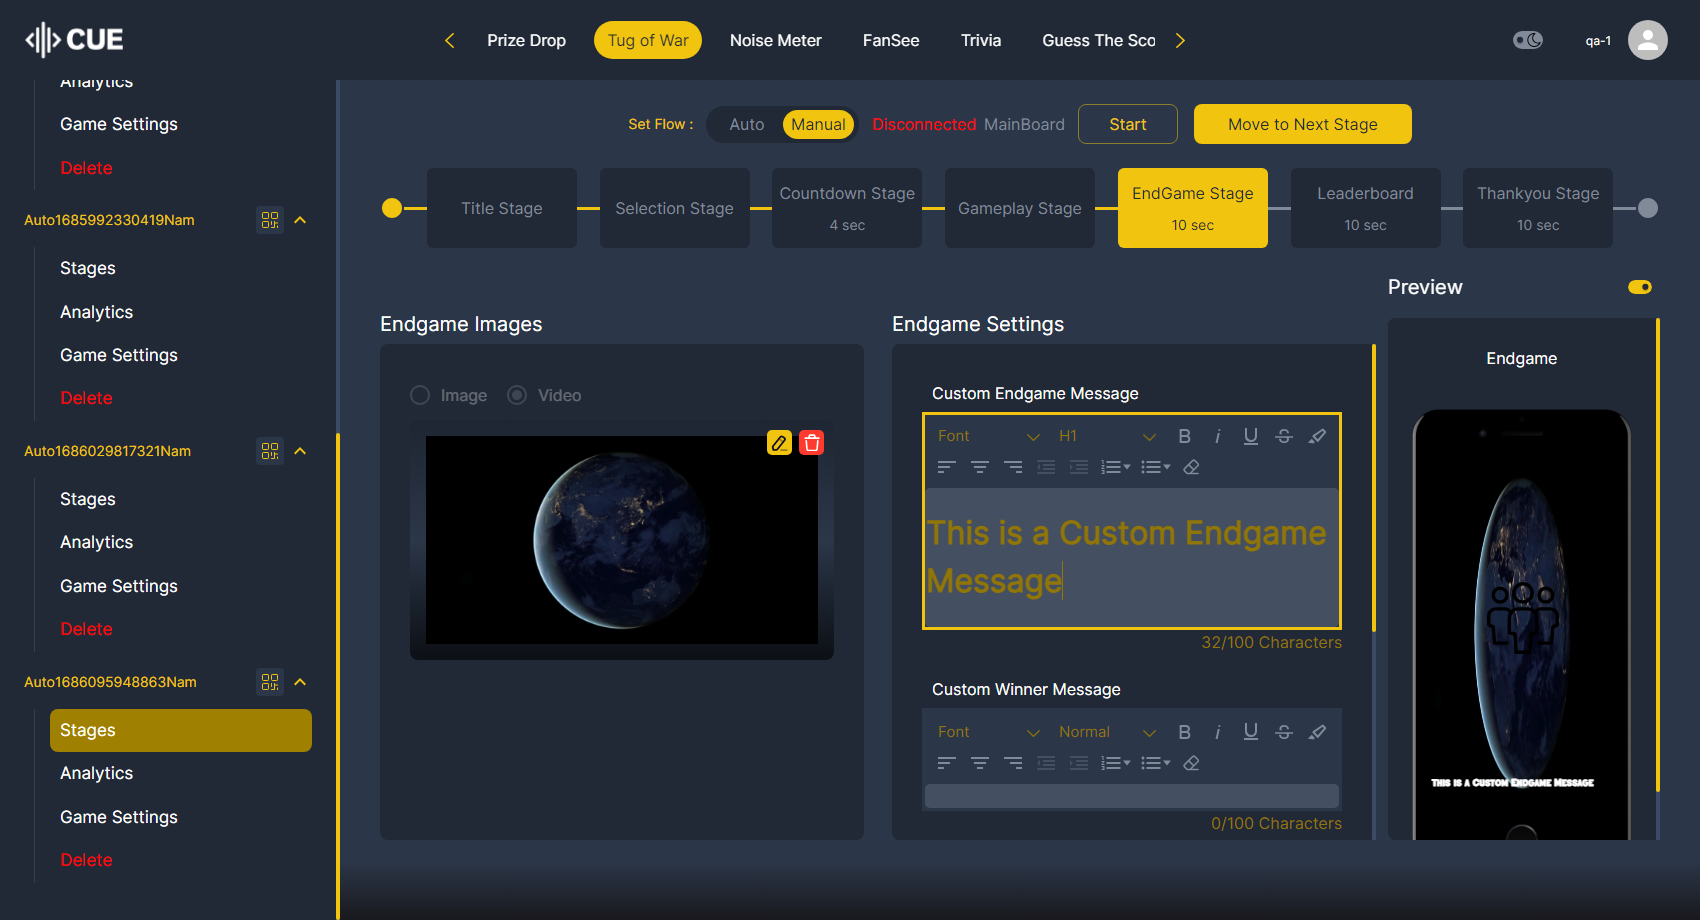 CUE
Prize Drop
Tug of War
Noise Meter
FanSee
Trivia
Guess The Sco
qa-1
Analytics
Game Settings
Delete
Auto1685992330419Nam
Stages
Analytics
Game Settings
Delete
Auto1686029817321Nam
Stages
Analytics
Game Settings
Delete
Auto1686095948863Nam
Stages
Analytics
Game Settings
Delete
Set Flow :
Auto
Manual
Disconnected MainBoard
Start
Move to Next Stage
Title Stage
Selection Stage
Countdown Stage
4 sec
Gameplay Stage
EndGame Stage
10 sec
Leaderboard
10 sec
Thankyou Stage
10 sec
Endgame Images
Image
Video
Endgame Settings
Custom Endgame Message
Font
H1
B
i
U
S
This is a Custom Endgame
Message
32/100 Characters
Custom Winner Message
Font
Normal
B
i
U
S
0/100 Characters
Preview
Endgame
This is a Custom Endgame Message